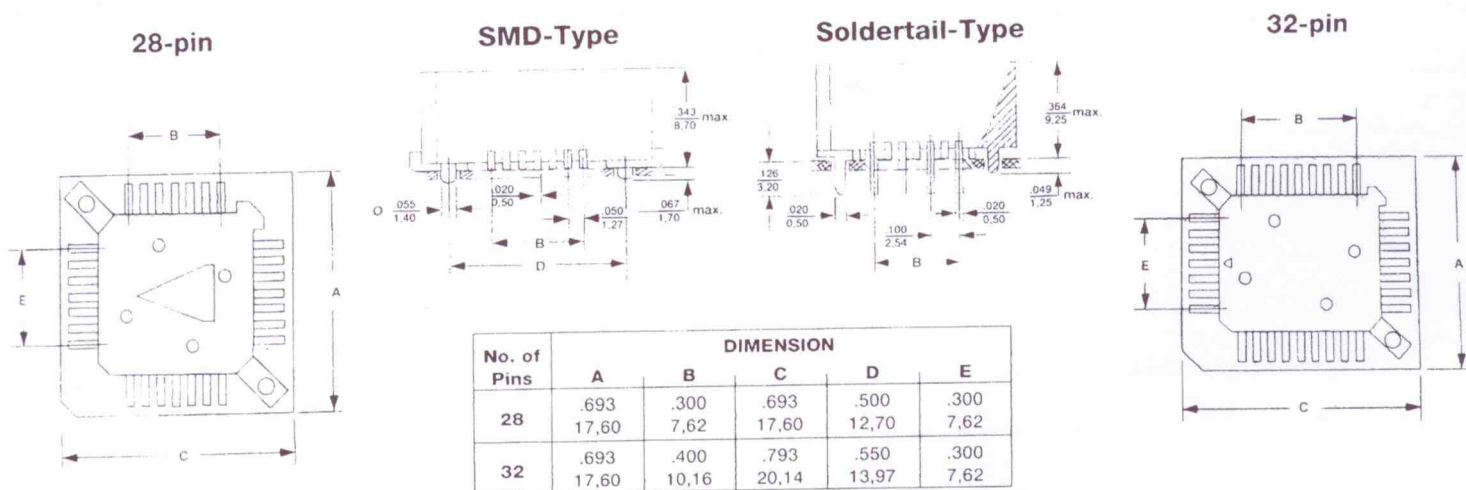 28-pin
SMD-Type
Soldertail-Type
32-pin
B
E
A
C
.343
8,70 max.
O .055
1,40
.020
0,50
.050
1.27
.067
1,70 max.
B
D
.364
9,25 max.
.126
3,20
.020
0,50
.100
2,54
.020
0,50
.049
1,25 max.
B
B
E
A
C
No. of Pins DIMENSION
A B C D E
28 .693 .300 .693 .500 .300
17,60 7,62 17,60 12,70 7,62
32 .693 .400 .793 .550 .300
17,60 10,16 20,14 13,97 7,62